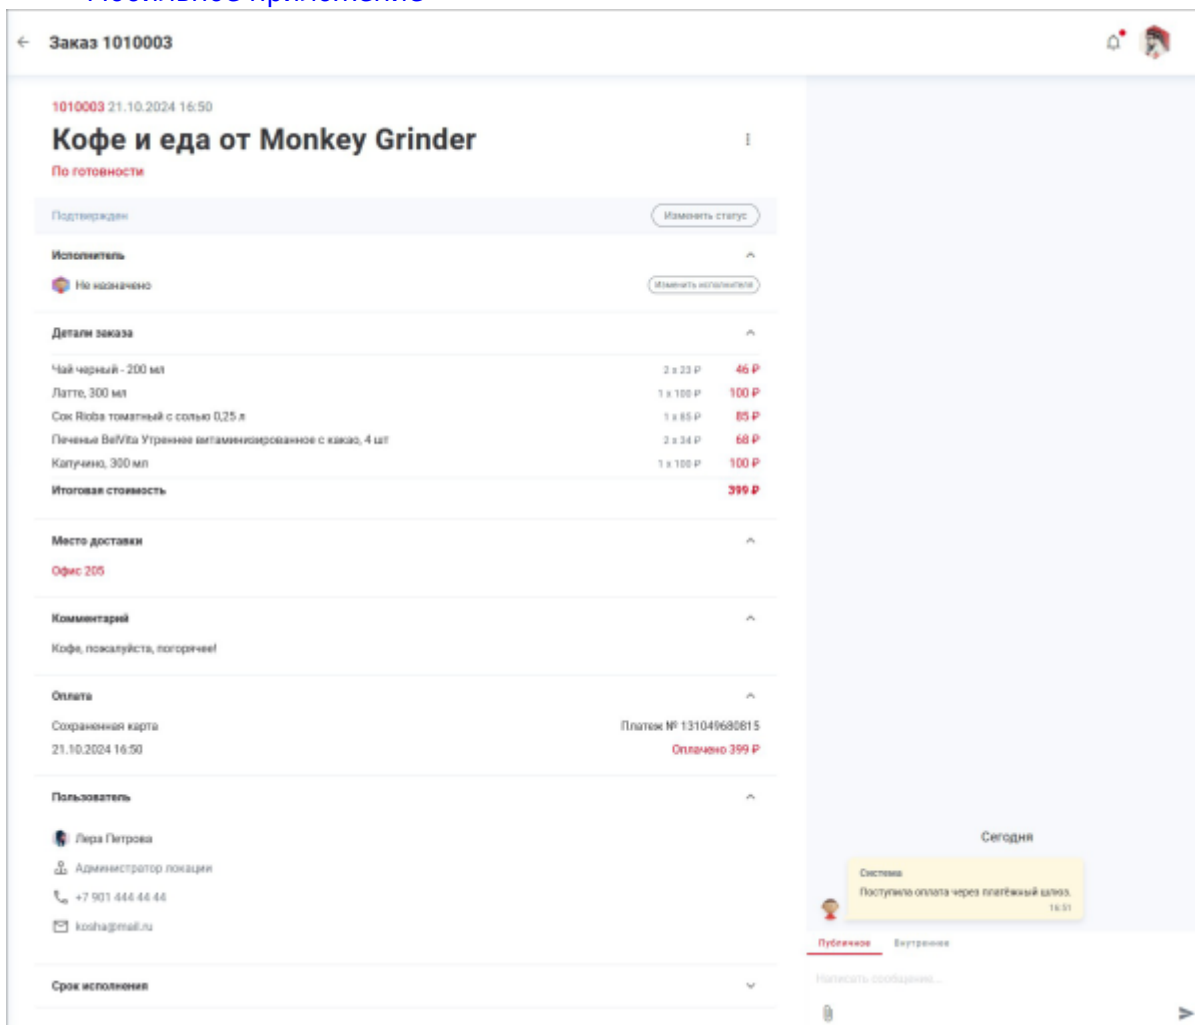 Мобильное приложение
Заказ 1010003
1010003 21.10.2024 16:50
Кофе и еда от Monkey Grinder
По готовности
Подтвержден
Изменить статус
Исполнитель
Не назначено
Изменить исполнителя
Детали заказа
Чай черный - 200 мл 2 x 23 ₽ 46 ₽
Латте, 300 мл 1 x 100 ₽ 100 ₽
Сок Rioba томатный с солью 0,25 л 1 x 85 ₽ 85 ₽
Печенье BelVita Утреннее витаминизированное с какао, 4 шт 2 x 34 ₽ 68 ₽
Капучино, 300 мл 1 x 100 ₽ 100 ₽
Итоговая стоимость 399 ₽
Место доставки
Офис 205
Комментарий
Кофе, пожалуйста, погорячее!
Оплата
Сохраненная карта Платеж № 131049680815
21.10.2024 16:50 Оплачено 399 ₽
Пользователь
Лера Петрова
Администратор локации
+7 901 444 44 44
kosha@mail.ru
Срок исполнения
Сегодня
Система
Поступила оплата через платёжный шлюз.
16:51
Публичное Внутреннее
Написать сообщение...